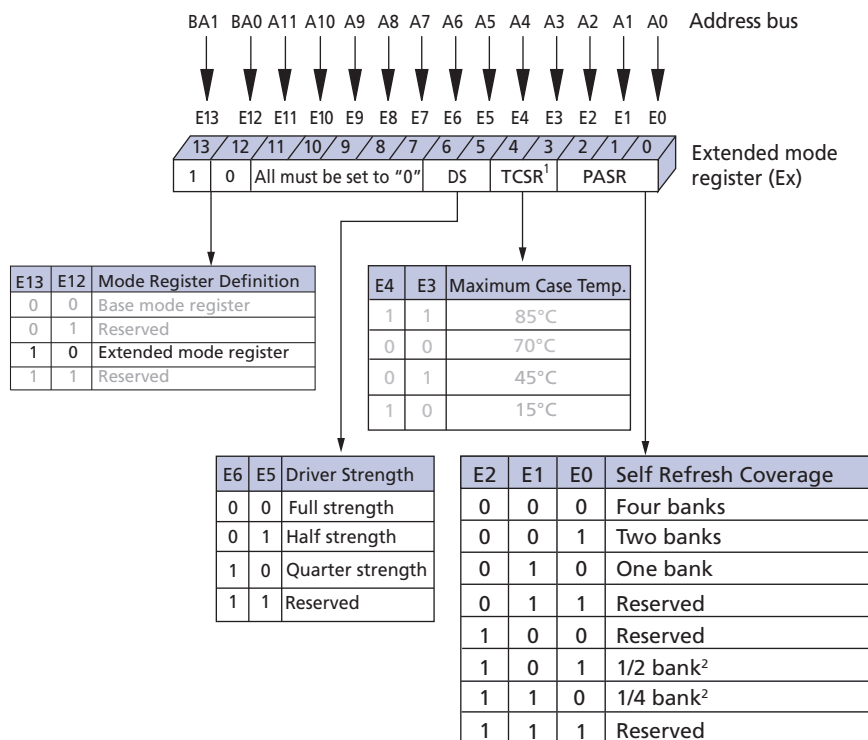 BA1 BA0 A11 A10 A9 A8 A7 A6 A5 A4 A3 A2 A1 A0 Address bus
E13 E12 E11 E10 E9 E8 E7 E6 E5 E4 E3 E2 E1 E0
13 12 11 10 9 8 7 6 5 4 3 2 1 0
Extended mode
register (Ex)
1 0 All must be set to "0" DS TCSR¹ PASR
E13 E12 Mode Register Definition
0 0 Base mode register
0 1 Reserved
1 0 Extended mode register
1 1 Reserved
E4 E3 Maximum Case Temp.
1 1 85°C
0 0 70°C
0 1 45°C
1 0 15°C
E6 E5 Driver Strength
0 0 Full strength
0 1 Half strength
1 0 Quarter strength
1 1 Reserved
E2 E1 E0 Self Refresh Coverage
0 0 0 Four banks
0 0 1 Two banks
0 1 0 One bank
0 1 1 Reserved
1 0 0 Reserved
1 0 1 1/2 bank²
1 1 0 1/4 bank²
1 1 1 Reserved